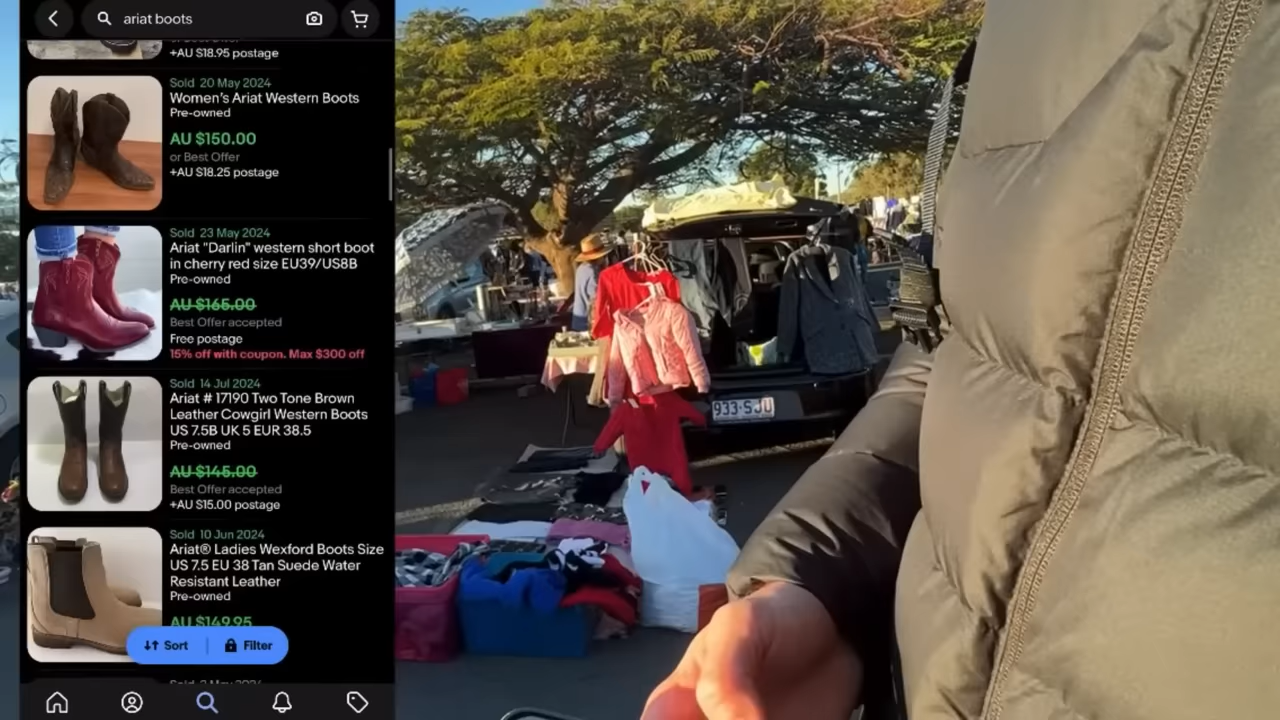 ariat boots
+AU $18.95 postage
Sold 20 May 2024
Women's Ariat Western Boots
Pre-owned
AU $150.00
or Best Offer
+AU $18.25 postage
Sold 23 May 2024
Ariat "Darlin" western short boot
in cherry red size EU39/US8B
Pre-owned
AU $165.00
Best Offer accepted
Free postage
15% off with coupon. Max $300 off
Sold 14 Jul 2024
Ariat # 17190 Two Tone Brown
Leather Cowgirl Western Boots
US 7.5B UK 5 EUR 38.5
Pre-owned
AU $145.00
Best Offer accepted
+AU $15.00 postage
Sold 10 Jun 2024
Ariat® Ladies Wexford Boots Size
US 7.5 EU 38 Tan Suede Water
Resistant Leather
Pre-owned
AU $149.95
Sort
Filter
933·SJU